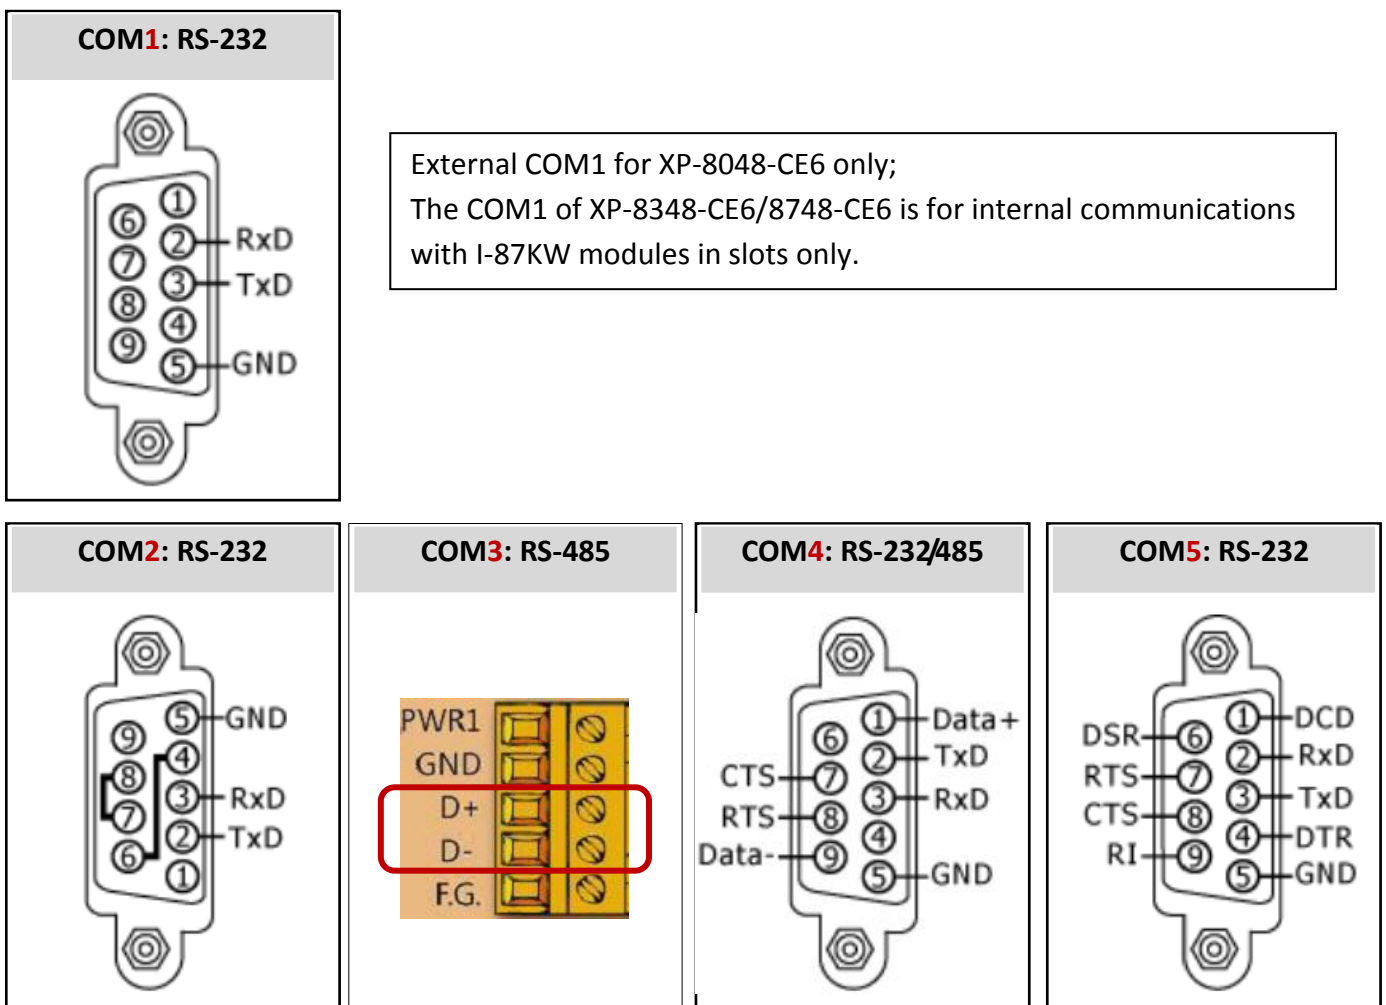 COM1: RS-232
1
6
2
RxD
7
3
TxD
8
4
9
5
GND
External COM1 for XP-8048-CE6 only;
The COM1 of XP-8348-CE6/8748-CE6 is for internal communications
with I-87KW modules in slots only.
COM2: RS-232
5
GND
9
4
8
3
RxD
7
2
TxD
6
1
COM3: RS-485
PWR1
GND
D+
D-
F.G.
COM4: RS-232/485
1
Data+
6
2
TxD
CTS
7
3
RxD
RTS
8
4
Data-
9
5
GND
COM5: RS-232
1
DCD
DSR
6
2
RxD
RTS
7
3
TxD
CTS
8
4
DTR
RI
9
5
GND